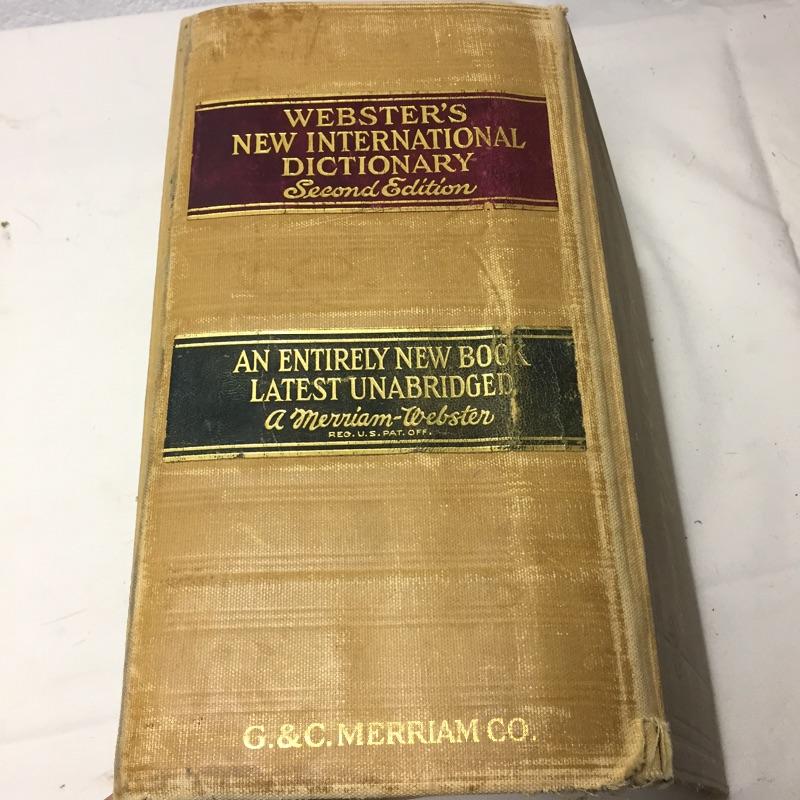 WEBSTER'S
NEW INTERNATIONAL
DICTIONARY
Second Edition
AN ENTIRELY NEW BOOK
LATEST UNABRIDGED
A Merriam-Webster
REG. U.S. PAT. OFF.
G. & C. MERRIAM CO.